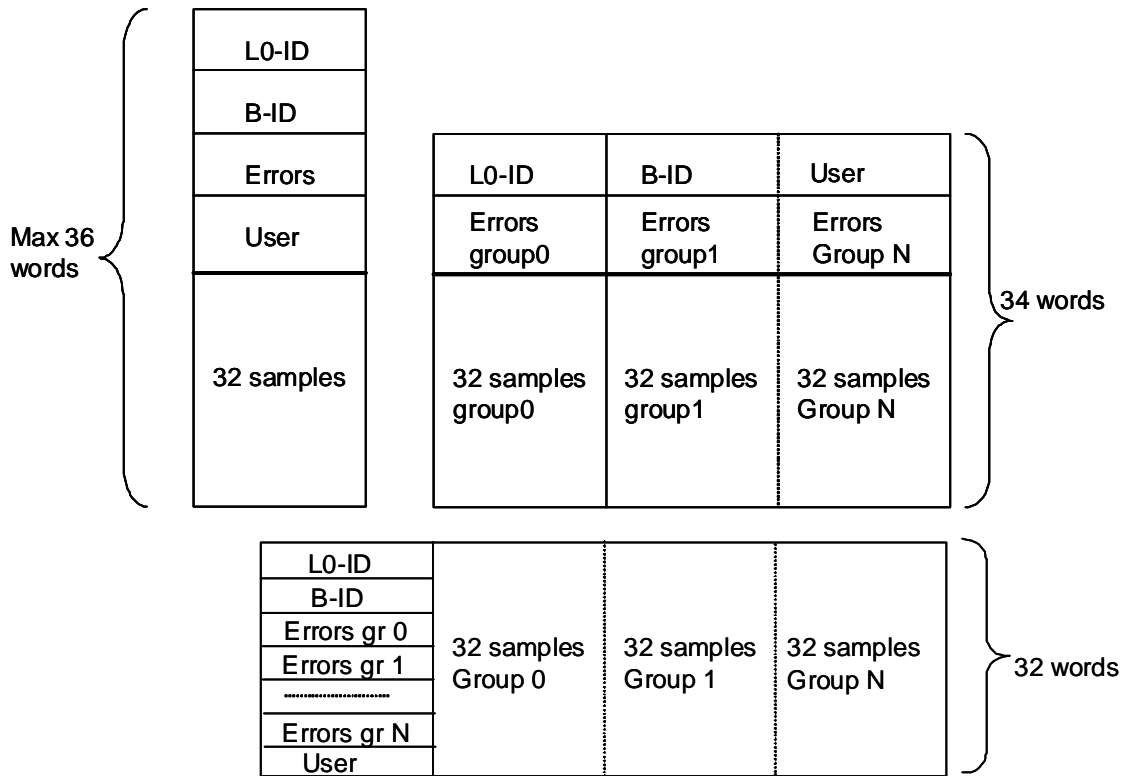 L0-ID
B-ID
Errors
User
32 samples
Max 36
words
L0-ID
B-ID
User
Errors
group0
Errors
group1
Errors
Group N
32 samples
group0
32 samples
group1
32 samples
Group N
34 words
L0-ID
B-ID
Errors gr 0
Errors gr 1
Errors gr N
User
32 samples
Group 0
32 samples
Group 1
32 samples
Group N
32 words